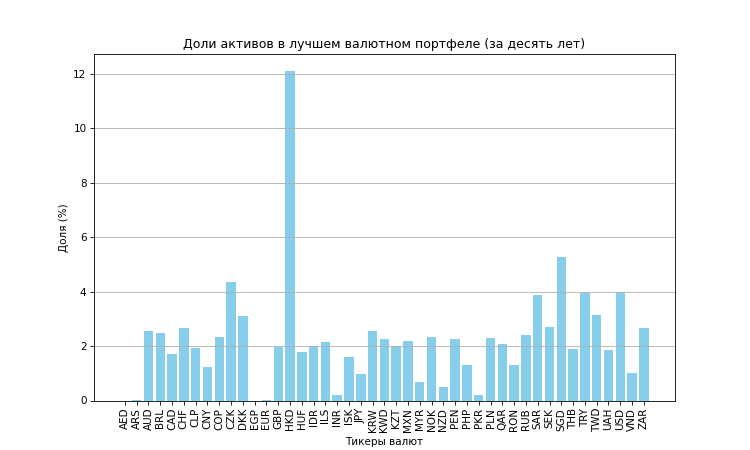 Доли активов в лучшем валютном портфеле (за десять лет)
Доля (%)
12
10
8
6
4
2
0
AED ARS AUD BRL CAD CHF CLP CNY COP CZK DKK EGP EUR GBP HKD HUF IDR ILS INR ISK JPY KRW KWD KZT MXN MYR NOK NZD PEN PHP PKR PLN QAR RON RUB SAR SEK SGD THB TRY TWD UAH USD VND ZAR
Тикеры валют